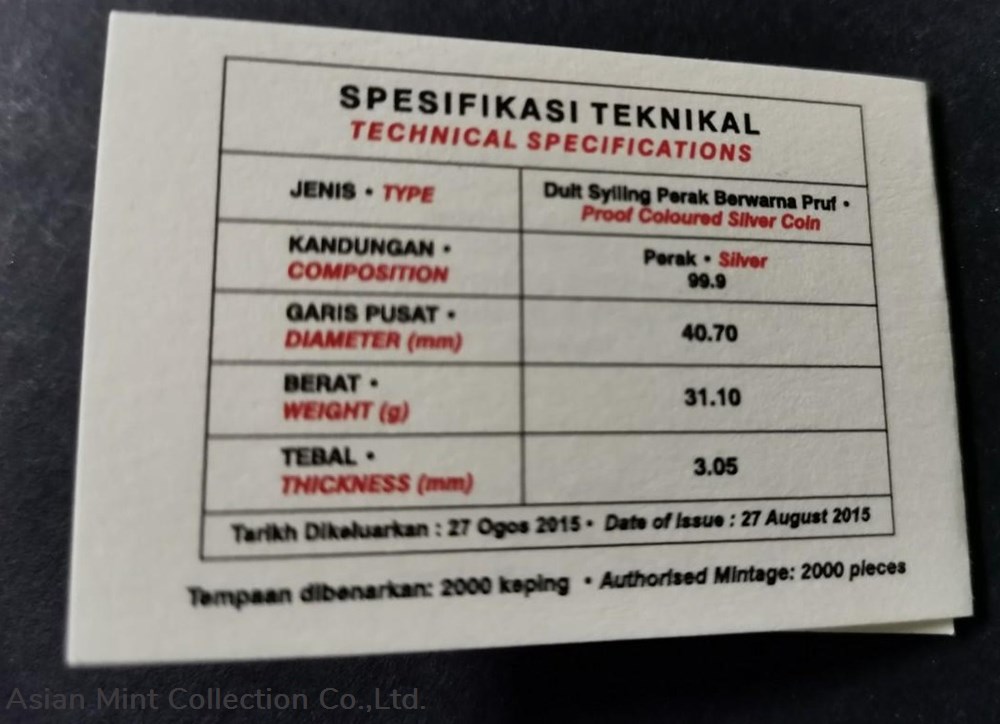 SPESIFIKASI TEKNIKAL
TECHNICAL SPECIFICATIONS
JENIS • TYPE
Duit Syiling Perak Berwarna Pruf •
Proof Coloured Silver Coin
KANDUNGAN •
COMPOSITION
Perak • Silver
99.9
GARIS PUSAT •
DIAMETER (mm)
40.70
BERAT •
WEIGHT (g)
31.10
TEBAL •
THICKNESS (mm)
3.05
Tarikh Dikeluarkan : 27 Ogos 2015 • Date of Issue : 27 August 2015
Tempaan dibenarkan: 2000 keping • Authorised Mintage: 2000 pieces
Asian Mint Collection Co.,Ltd.